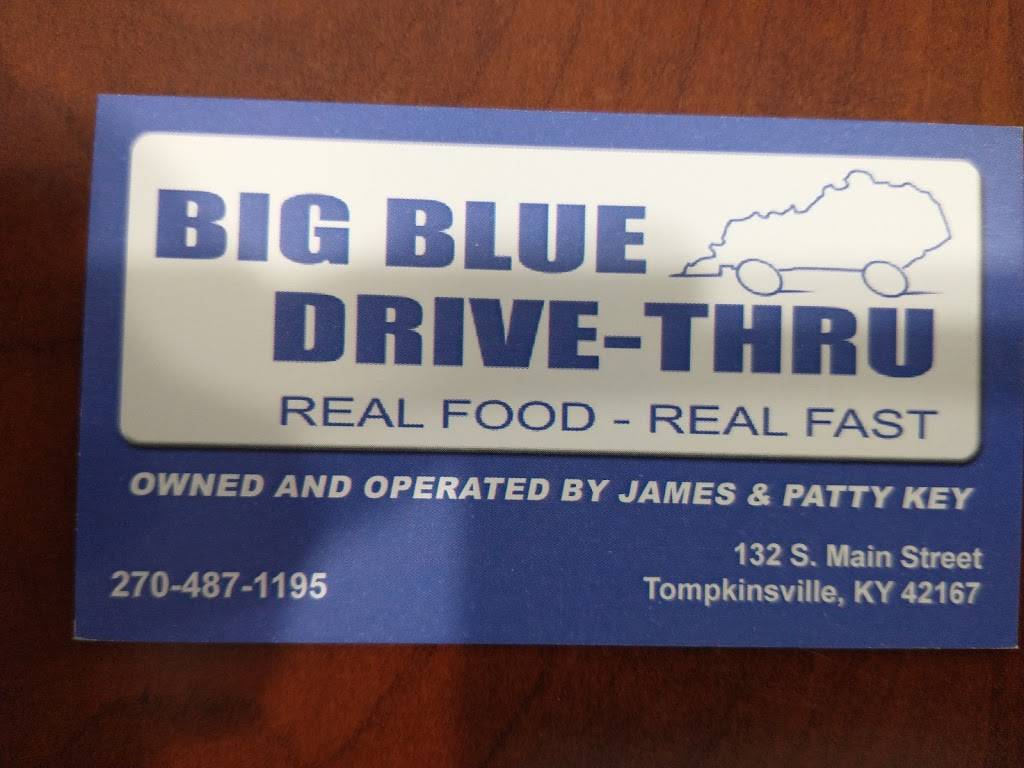 BIG BLUE
DRIVE-THRU
REAL FOOD - REAL FAST
OWNED AND OPERATED BY JAMES & PATTY KEY
270-487-1195
132 S. Main Street
Tompkinsville, KY 42167